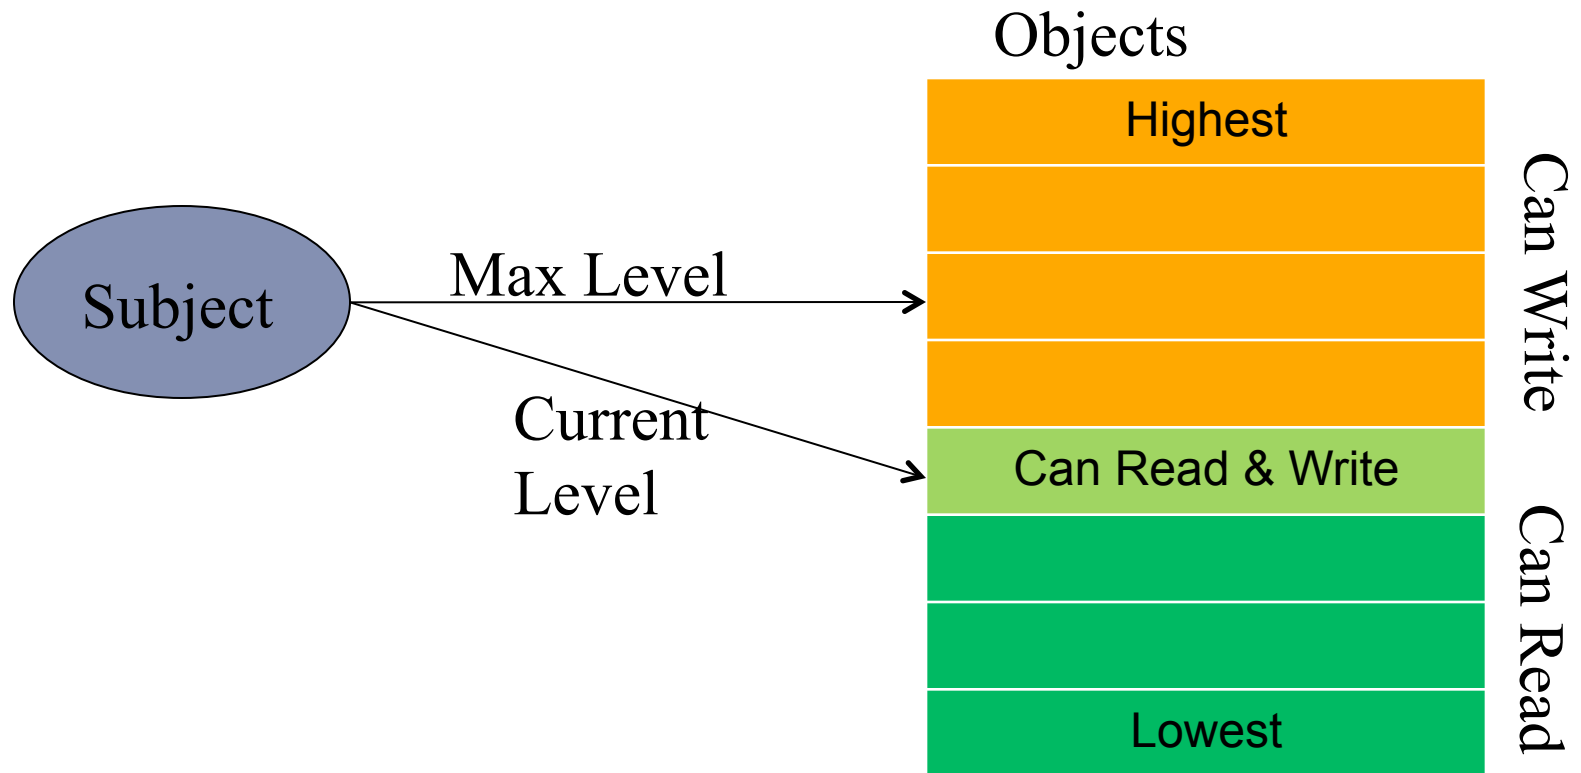 Objects
Highest
Can Write
Max Level
Subject
Current
Level
Can Read & Write
Can Read
Lowest